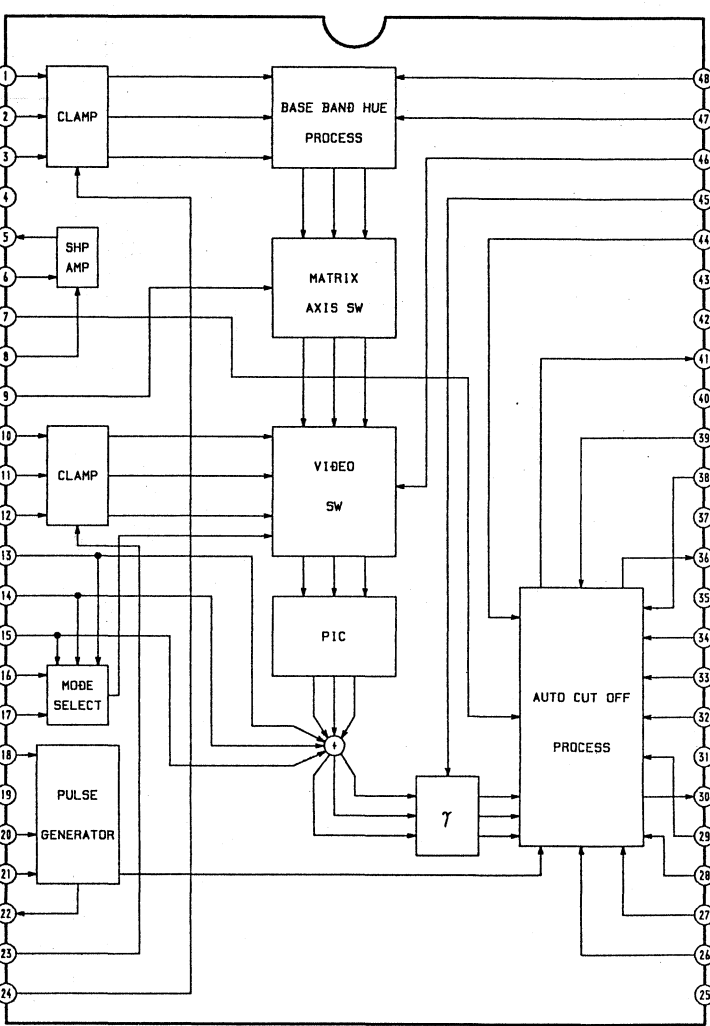 1
2
3
4
5
6
7
8
9
10
11
12
13
14
15
16
17
18
19
20
21
22
23
24
CLAMP
SHP
AMP
CLAMP
MODE
SELECT
PULSE
GENERATOR
BASE BAND HUE
PROCESS
MATRIX
AXIS SW
VIDEO
SW
PIC
+
γ
AUTO CUT OFF
PROCESS
48
47
46
45
44
43
42
41
40
39
38
37
36
35
34
33
32
31
30
29
28
27
26
25